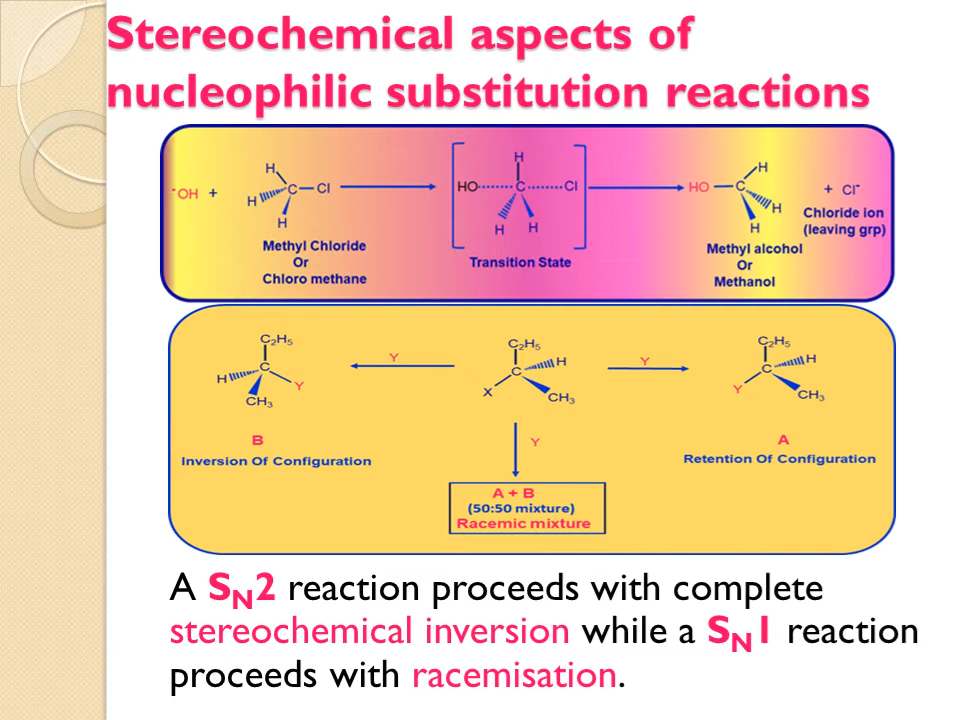 Stereochemical aspects of
nucleophilic substitution reactions
⁻OH + H H H C Cl
HO C Cl H H H
HO C H H H + Cl⁻
Methyl Chloride
Or
Chloro methane
Transition State
Methyl alcohol
Or
Methanol
Chloride ion
(leaving grp)
C₂H₅
H C Y
CH₃
B
Inversion Of Configuration
Y
C₂H₅
C H
X CH₃
Y
C₂H₅
C H
Y CH₃
A
Retention Of Configuration
Y
A + B
(50:50 mixture)
Racemic mixture
A SN2 reaction proceeds with complete
stereochemical inversion while a SN1 reaction
proceeds with racemisation.